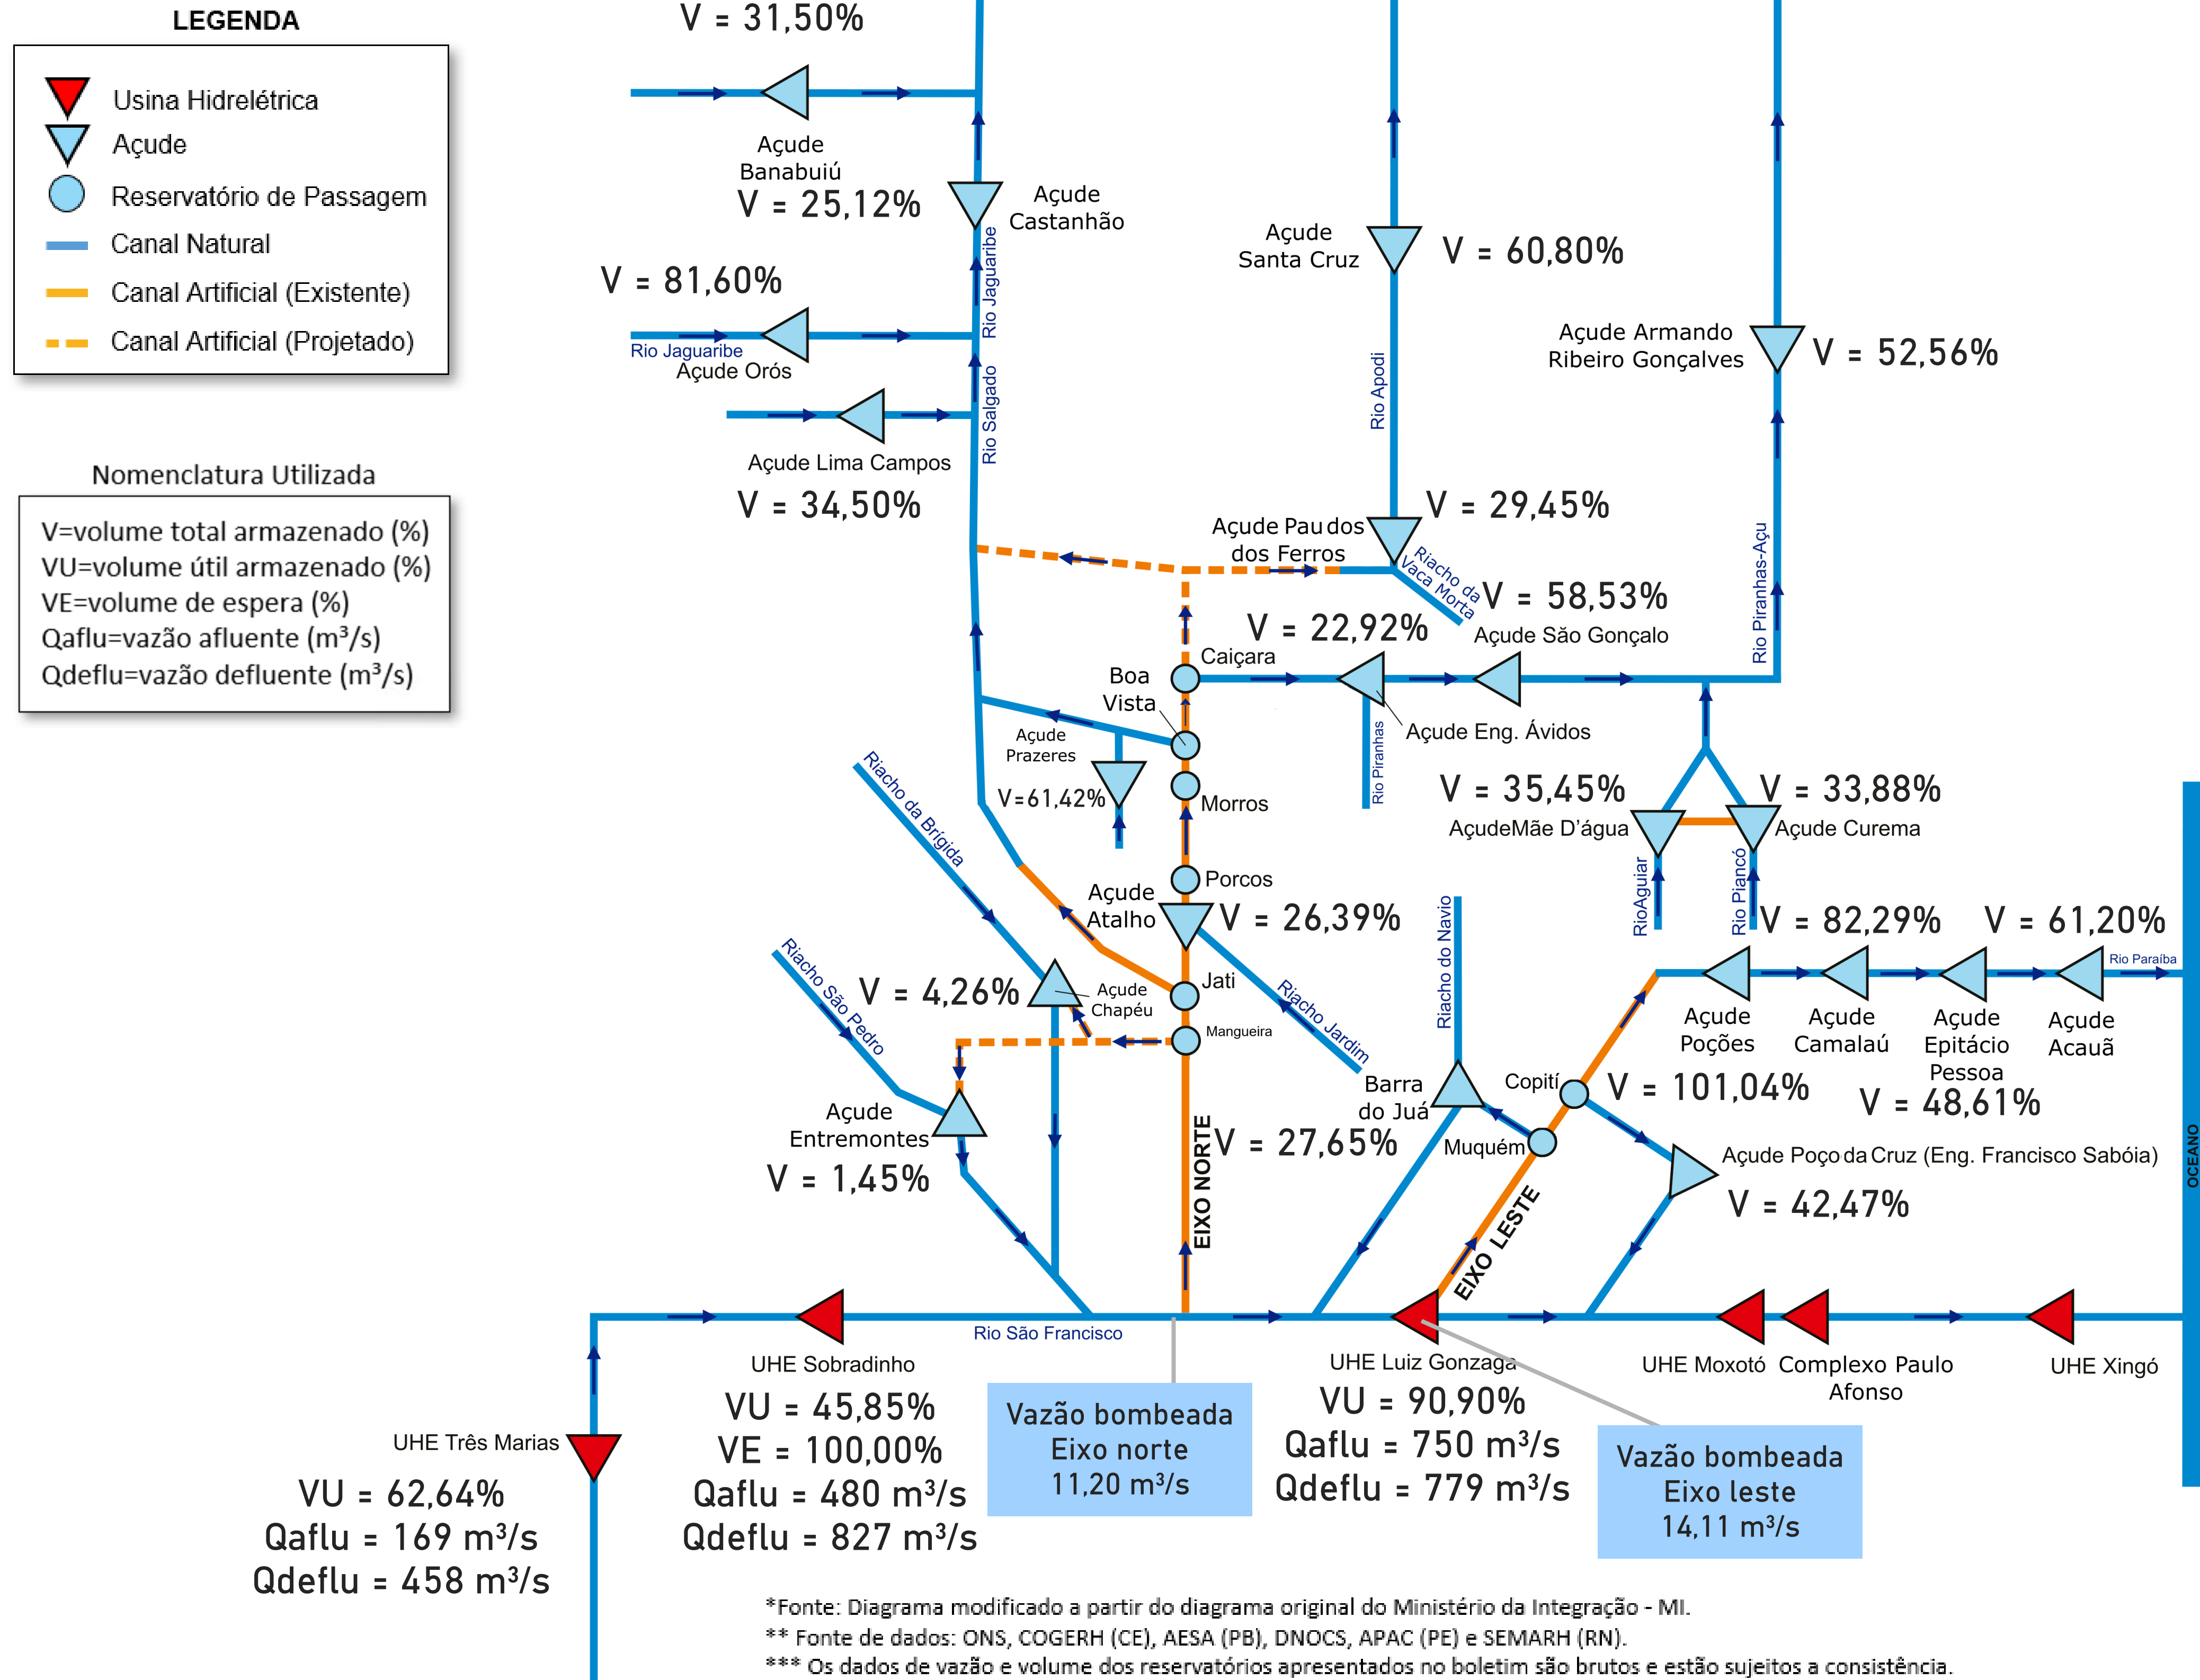 LEGENDA
Usina Hidrelétrica
Açude
Reservatório de Passagem
Canal Natural
Canal Artificial (Existente)
Canal Artificial (Projetado)
Nomenclatura Utilizada
V=volume total armazenado (%)
VU=volume útil armazenado (%)
VE=volume de espera (%)
Qaflu=vazão afluente (m³/s)
Qdeflu=vazão defluente (m³/s)
V = 31,50%
Açude
Banabuiú
V = 25,12%
Açude
Castanhão
Rio Jaguaribe
V = 81,60%
Rio Jaguaribe
Açude Orós
Rio Salgado
Açude Lima Campos
V = 34,50%
Açude
Santa Cruz
V = 60,80%
Rio Apodi
Açude Armando
Ribeiro Gonçalves
V = 52,56%
Rio Piranhas-Açu
V = 29,45%
Açude Pau dos
dos Ferros
Riacho da
Vaca Morta
V = 58,53%
Açude São Gonçalo
V = 22,92%
Caiçara
Boa
Vista
Açude Eng. Ávidos
Rio Piranhas
Açude
Prazeres
V=61,42%
Morros
Porcos
Riacho da Brígida
Açude
Atalho
V = 26,39%
V = 35,45%
AçudeMãe D'água
V = 33,88%
Açude Curema
RioAguiar
Rio Piancó
Riacho São Pedro
V = 4,26%
Açude
Chapéu
Jati
Mangueira
Riacho Jardim
Riacho do Navio
V = 82,29%
V = 61,20%
Rio Paraíba
Açude
Poções
Açude
Camalaú
Açude
Epitácio
Pessoa
Açude
Acauã
V = 101,04%
V = 48,61%
Barra
do Juá
Copití
Muquém
V = 27,65%
Açude
Entremontes
V = 1,45%
EIXO NORTE
EIXO LESTE
Açude Poço da Cruz (Eng. Francisco Sabóia)
V = 42,47%
OCEANO
Rio São Francisco
UHE Sobradinho
VU = 45,85%
VE = 100,00%
Qaflu = 480 m³/s
Qdeflu = 827 m³/s
UHE Três Marias
VU = 62,64%
Qaflu = 169 m³/s
Qdeflu = 458 m³/s
Vazão bombeada
Eixo norte
11,20 m³/s
UHE Luiz Gonzaga
VU = 90,90%
Qaflu = 750 m³/s
Qdeflu = 779 m³/s
Vazão bombeada
Eixo leste
14,11 m³/s
UHE Moxotó
Complexo Paulo
Afonso
UHE Xingó
*Fonte: Diagrama modificado a partir do diagrama original do Ministério da Integração - MI.
** Fonte de dados: ONS, COGERH (CE), AESA (PB), DNOCS, APAC (PE) e SEMARH (RN).
*** Os dados de vazão e volume dos reservatórios apresentados no boletim são brutos e estão sujeitos a consistência.